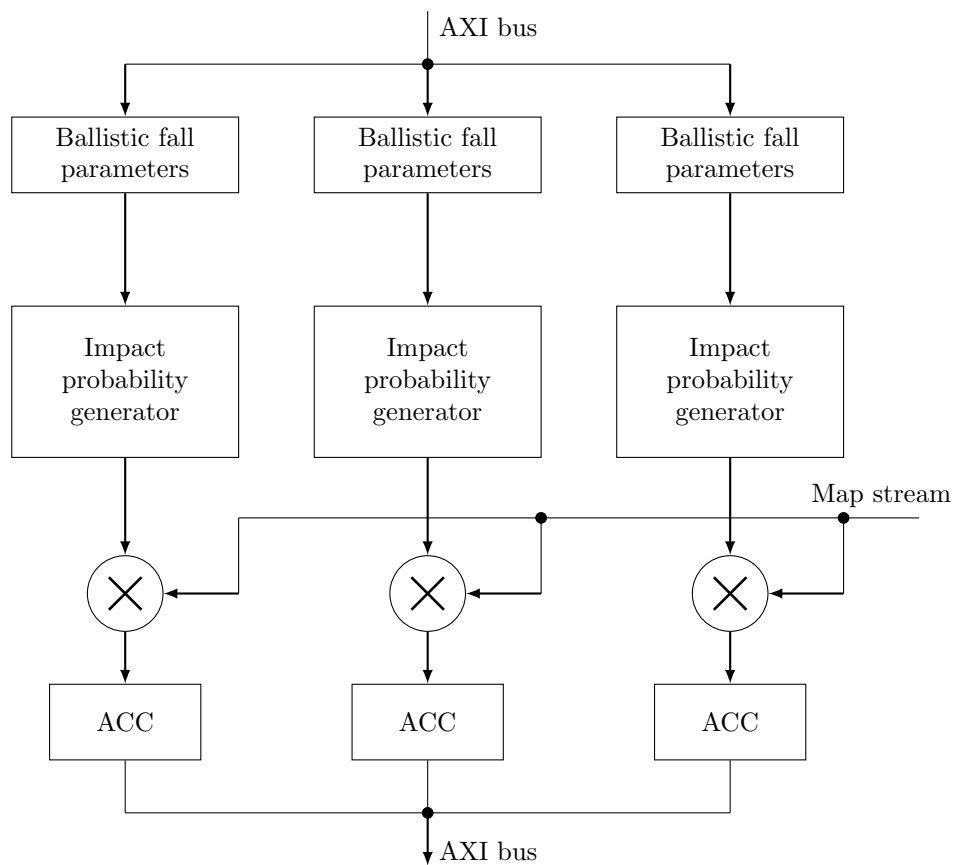 AXI bus
Ballistic fall
parameters
Ballistic fall
parameters
Ballistic fall
parameters
Impact
probability
generator
Impact
probability
generator
Impact
probability
generator
Map stream
ACC
ACC
ACC
AXI bus